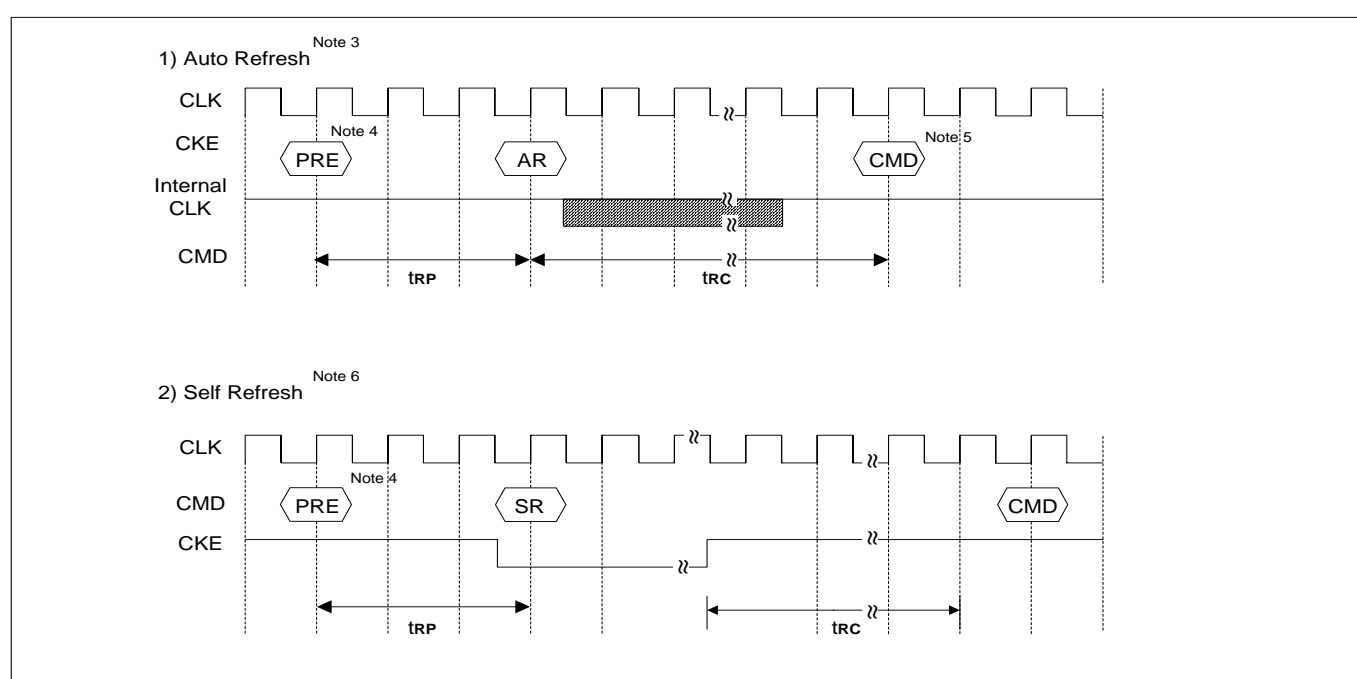 1) Auto Refresh Note 3
CLK
CKE
Note 4
PRE
AR
CMD
Note 5
Internal
CLK
CMD
tRP
tRC
2) Self Refresh Note 6
CLK
Note 4
CMD
PRE
SR
CMD
CKE
tRP
tRC